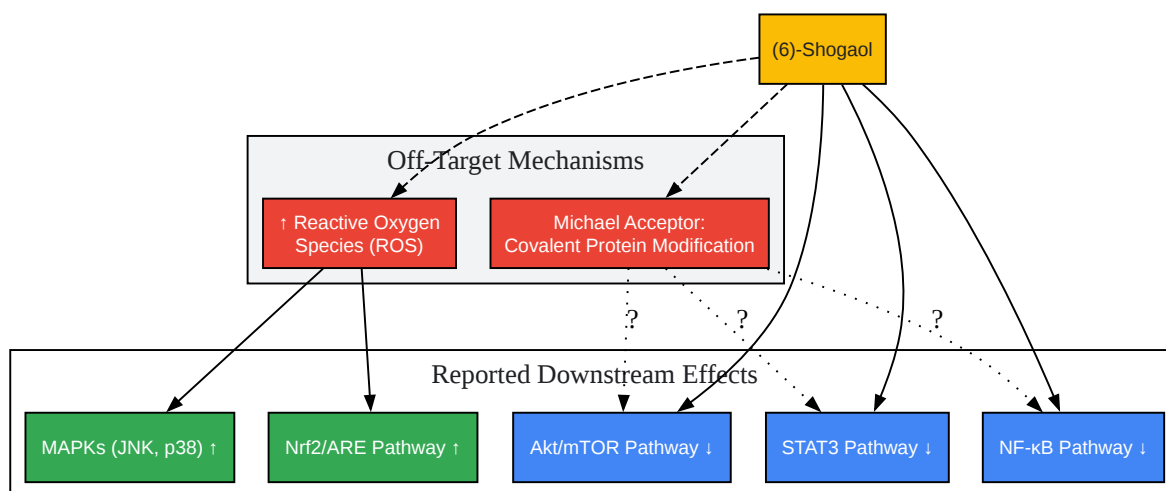 (6)-Shogaol
Off-Target Mechanisms
↑ Reactive Oxygen
Species (ROS)
Michael Acceptor:
Covalent Protein Modification
?
?
?
Reported Downstream Effects
MAPKs (JNK, p38) ↑
Nrf2/ARE Pathway ↑
Akt/mTOR Pathway ↓
STAT3 Pathway ↓
NF-κB Pathway ↓